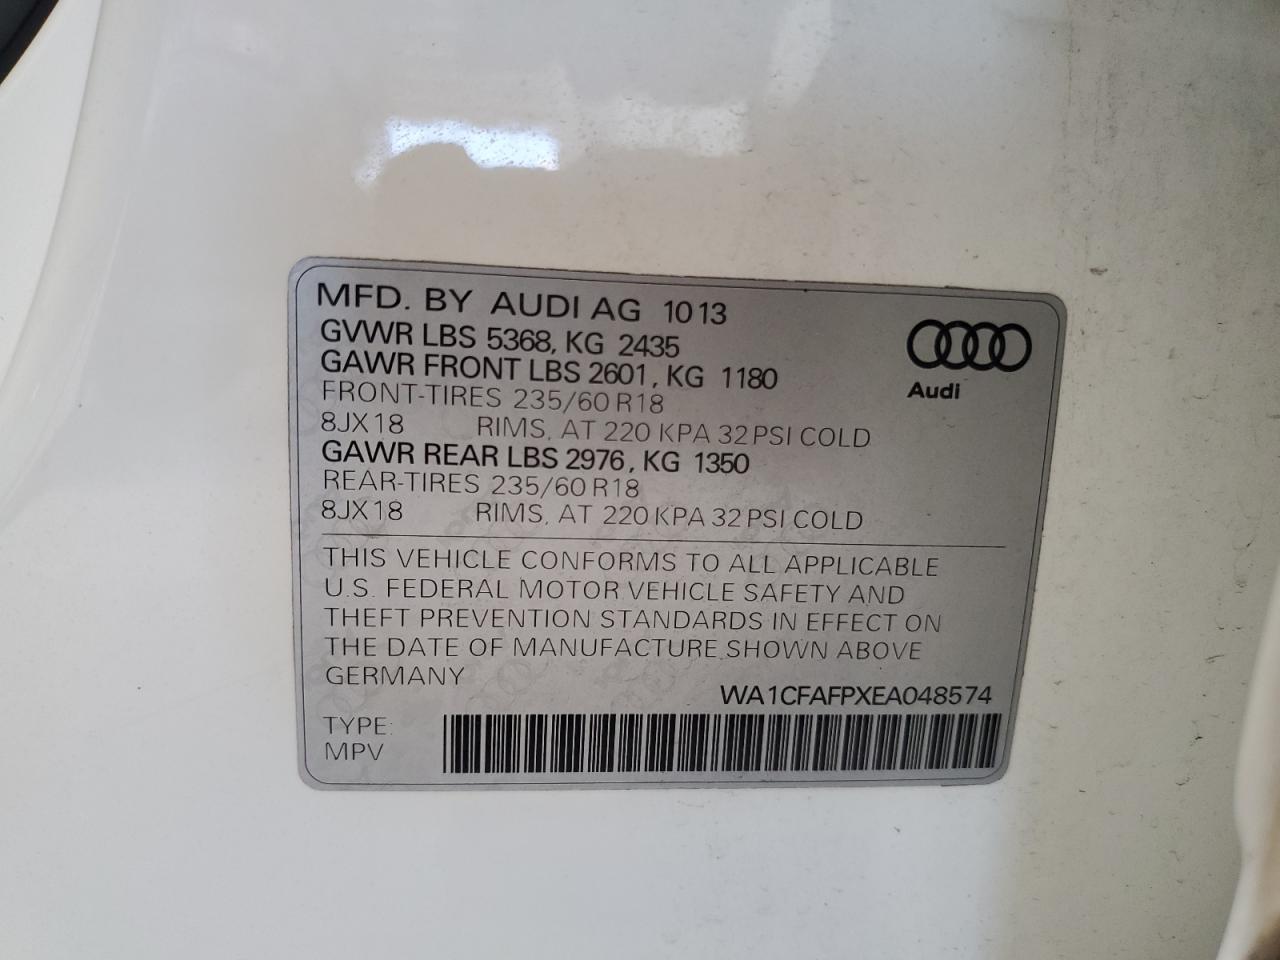 MFD. BY AUDI AG 10 13
GVWR LBS 5368, KG 2435
GAWR FRONT LBS 2601, KG 1180
FRONT-TIRES 235/60 R18
8JX18 RIMS, AT 220 KPA 32 PSI COLD
GAWR REAR LBS 2976, KG 1350
REAR-TIRES 235/60 R18
8JX18 RIMS, AT 220 KPA 32 PSI COLD
Audi
THIS VEHICLE CONFORMS TO ALL APPLICABLE
U.S. FEDERAL MOTOR VEHICLE SAFETY AND
THEFT PREVENTION STANDARDS IN EFFECT ON
THE DATE OF MANUFACTURE SHOWN ABOVE
GERMANY
WA1CFAFPXEA048574
TYPE:
MPV